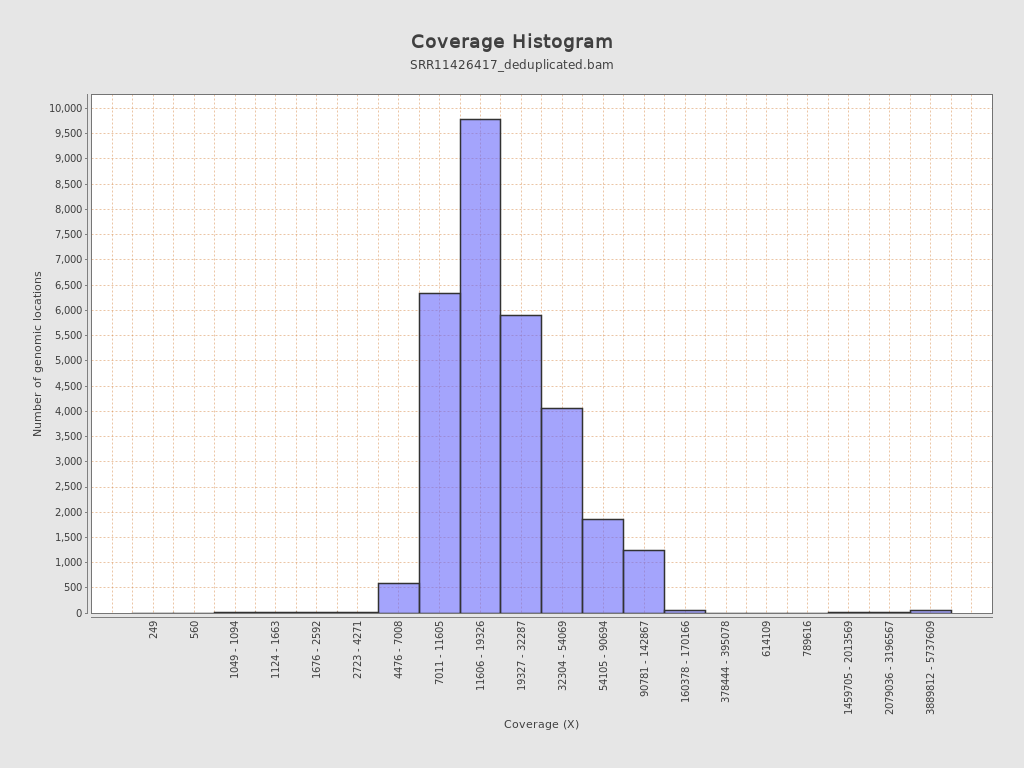 Coverage Histogram
SRR11426417_deduplicated.bam
Number of genomic locations
10,000
9,500
9,000
8,500
8,000
7,500
7,000
6,500
6,000
5,500
5,000
4,500
4,000
3,500
3,000
2,500
2,000
1,500
1,000
500
0
249
560
1049 - 1094
1124 - 1663
1676 - 2592
2723 - 4271
4476 - 7008
7011 - 11605
11606 - 19326
19327 - 32287
32304 - 54069
54105 - 90694
90781 - 142867
160378 - 170166
378444 - 395078
614109
789616
1459705 - 2013569
2079036 - 3196567
3889812 - 5737609
Coverage (X)